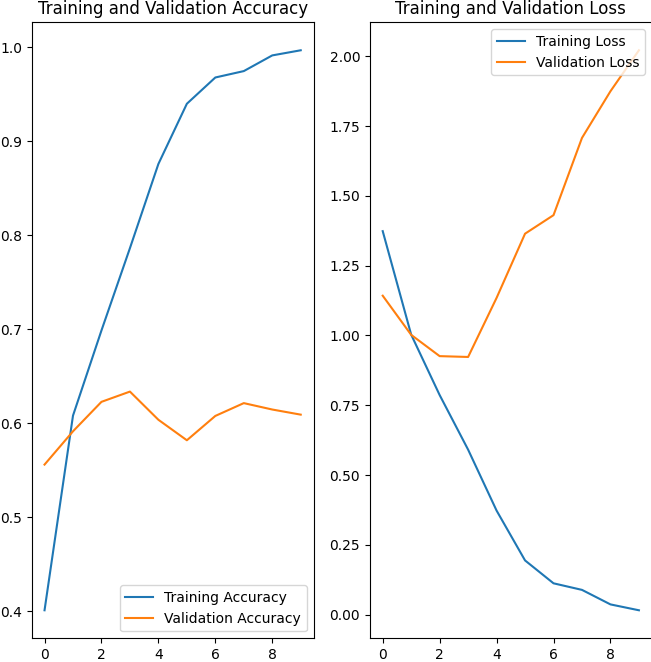 Training and Validation Accuracy
1.0
0.9
0.8
0.7
0.6
0.5
0.4
0 2 4 6 8
Training Accuracy
Validation Accuracy
Training and Validation Loss
Training Loss
Validation Loss
2.00
1.75
1.50
1.25
1.00
0.75
0.50
0.25
0.00
0 2 4 6 8